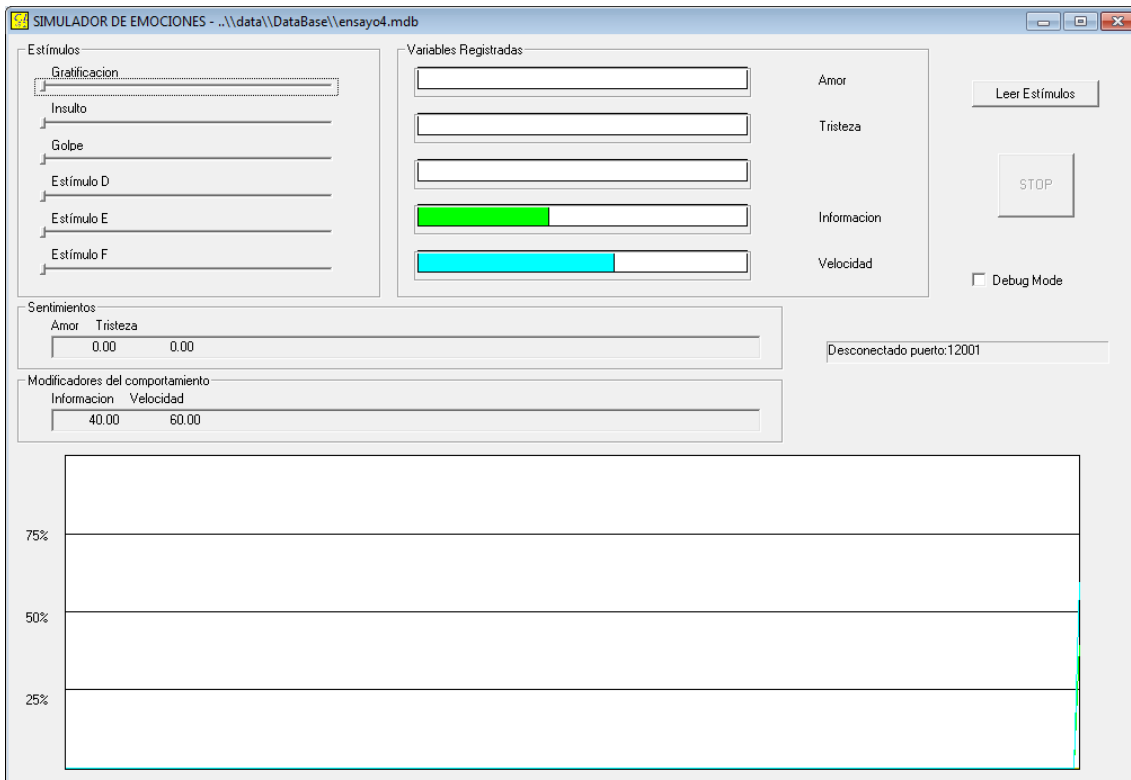 SIMULADOR DE EMOCIONES - ..\\data\\DataBase\\ensayo4.mdb
Estímulos
Gratificacion
Insulto
Golpe
Estímulo D
Estímulo E
Estímulo F
Variables Registradas
Amor
Tristeza
Informacion
Velocidad
Leer Estímulos
STOP
Debug Mode
Sentimientos
Amor Tristeza
0.00 0.00
Desconectado puerto:12001
Modificadores del comportamiento
Informacion Velocidad
40.00 60.00
75%
50%
25%